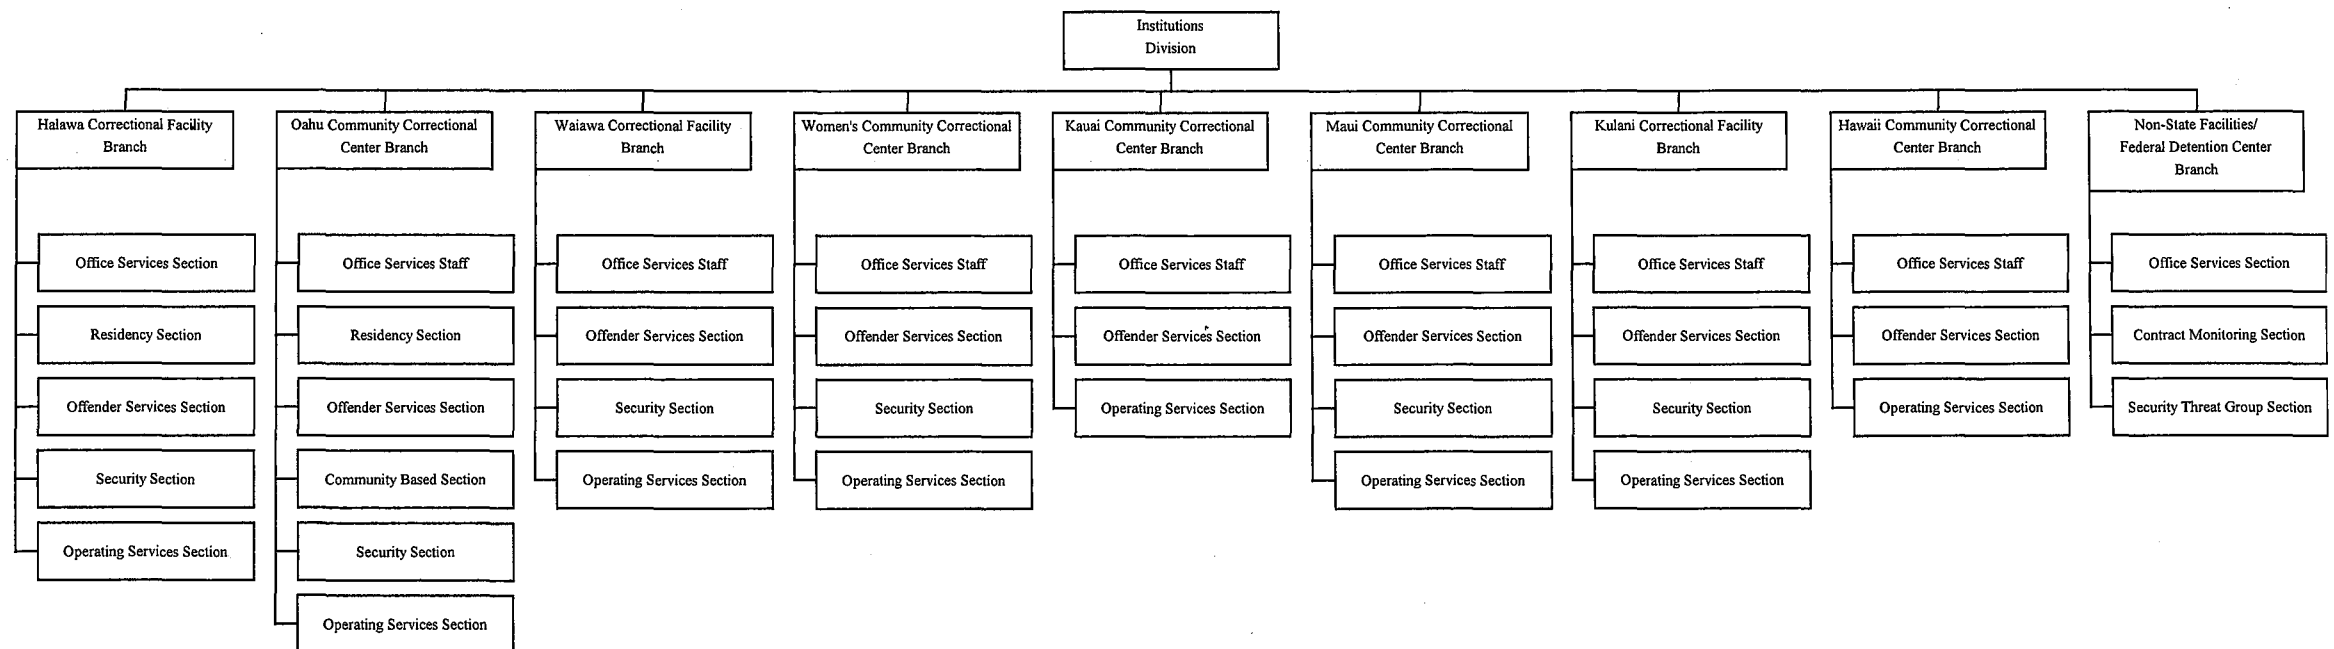 Institutions
Division
Halawa Correctional Facility
Branch
Office Services Section
Residency Section
Offender Services Section
Security Section
Operating Services Section
Oahu Community Correctional
Center Branch
Office Services Staff
Residency Section
Offender Services Section
Community Based Section
Security Section
Operating Services Section
Waiawa Correctional Facility
Branch
Office Services Staff
Offender Services Section
Security Section
Operating Services Section
Women's Community Correctional
Center Branch
Office Services Staff
Offender Services Section
Security Section
Operating Services Section
Kauai Community Correctional
Center Branch
Office Services Staff
Offender Services Section
Operating Services Section
Maui Community Correctional
Center Branch
Office Services Staff
Offender Services Section
Security Section
Operating Services Section
Kulani Correctional Facility
Branch
Office Services Staff
Offender Services Section
Security Section
Operating Services Section
Hawaii Community Correctional
Center Branch
Office Services Staff
Offender Services Section
Operating Services Section
Non-State Facilities/
Federal Detention Center
Branch
Office Services Section
Contract Monitoring Section
Security Threat Group Section